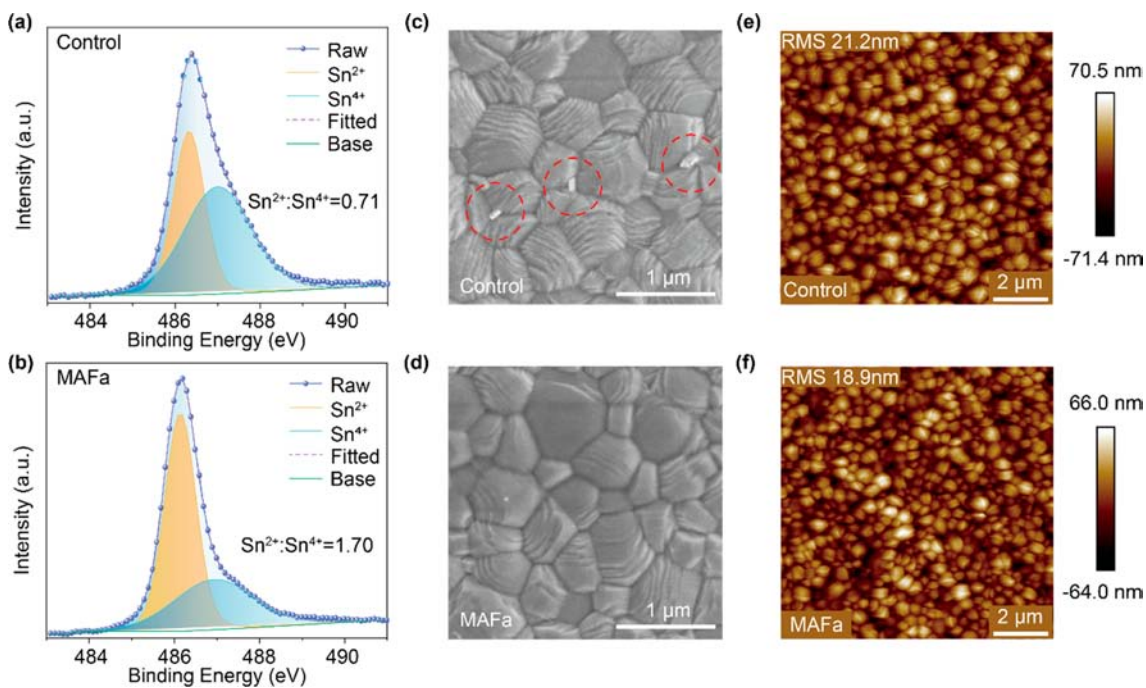 (a)
Control
Raw
Sn²⁺
Sn⁴⁺
Fitted
Base
Sn²⁺:Sn⁴⁺=0.71
Intensity (a.u.)
484 486 488 490
Binding Energy (eV)
(b)
MAFa
Raw
Sn²⁺
Sn⁴⁺
Fitted
Base
Sn²⁺:Sn⁴⁺=1.70
Intensity (a.u.)
484 486 488 490
Binding Energy (eV)
(c)
Control
1 μm
(d)
MAFa
1 μm
(e)
RMS 21.2nm
Control
2 μm
70.5 nm
-71.4 nm
(f)
RMS 18.9nm
MAFa
2 μm
66.0 nm
-64.0 nm